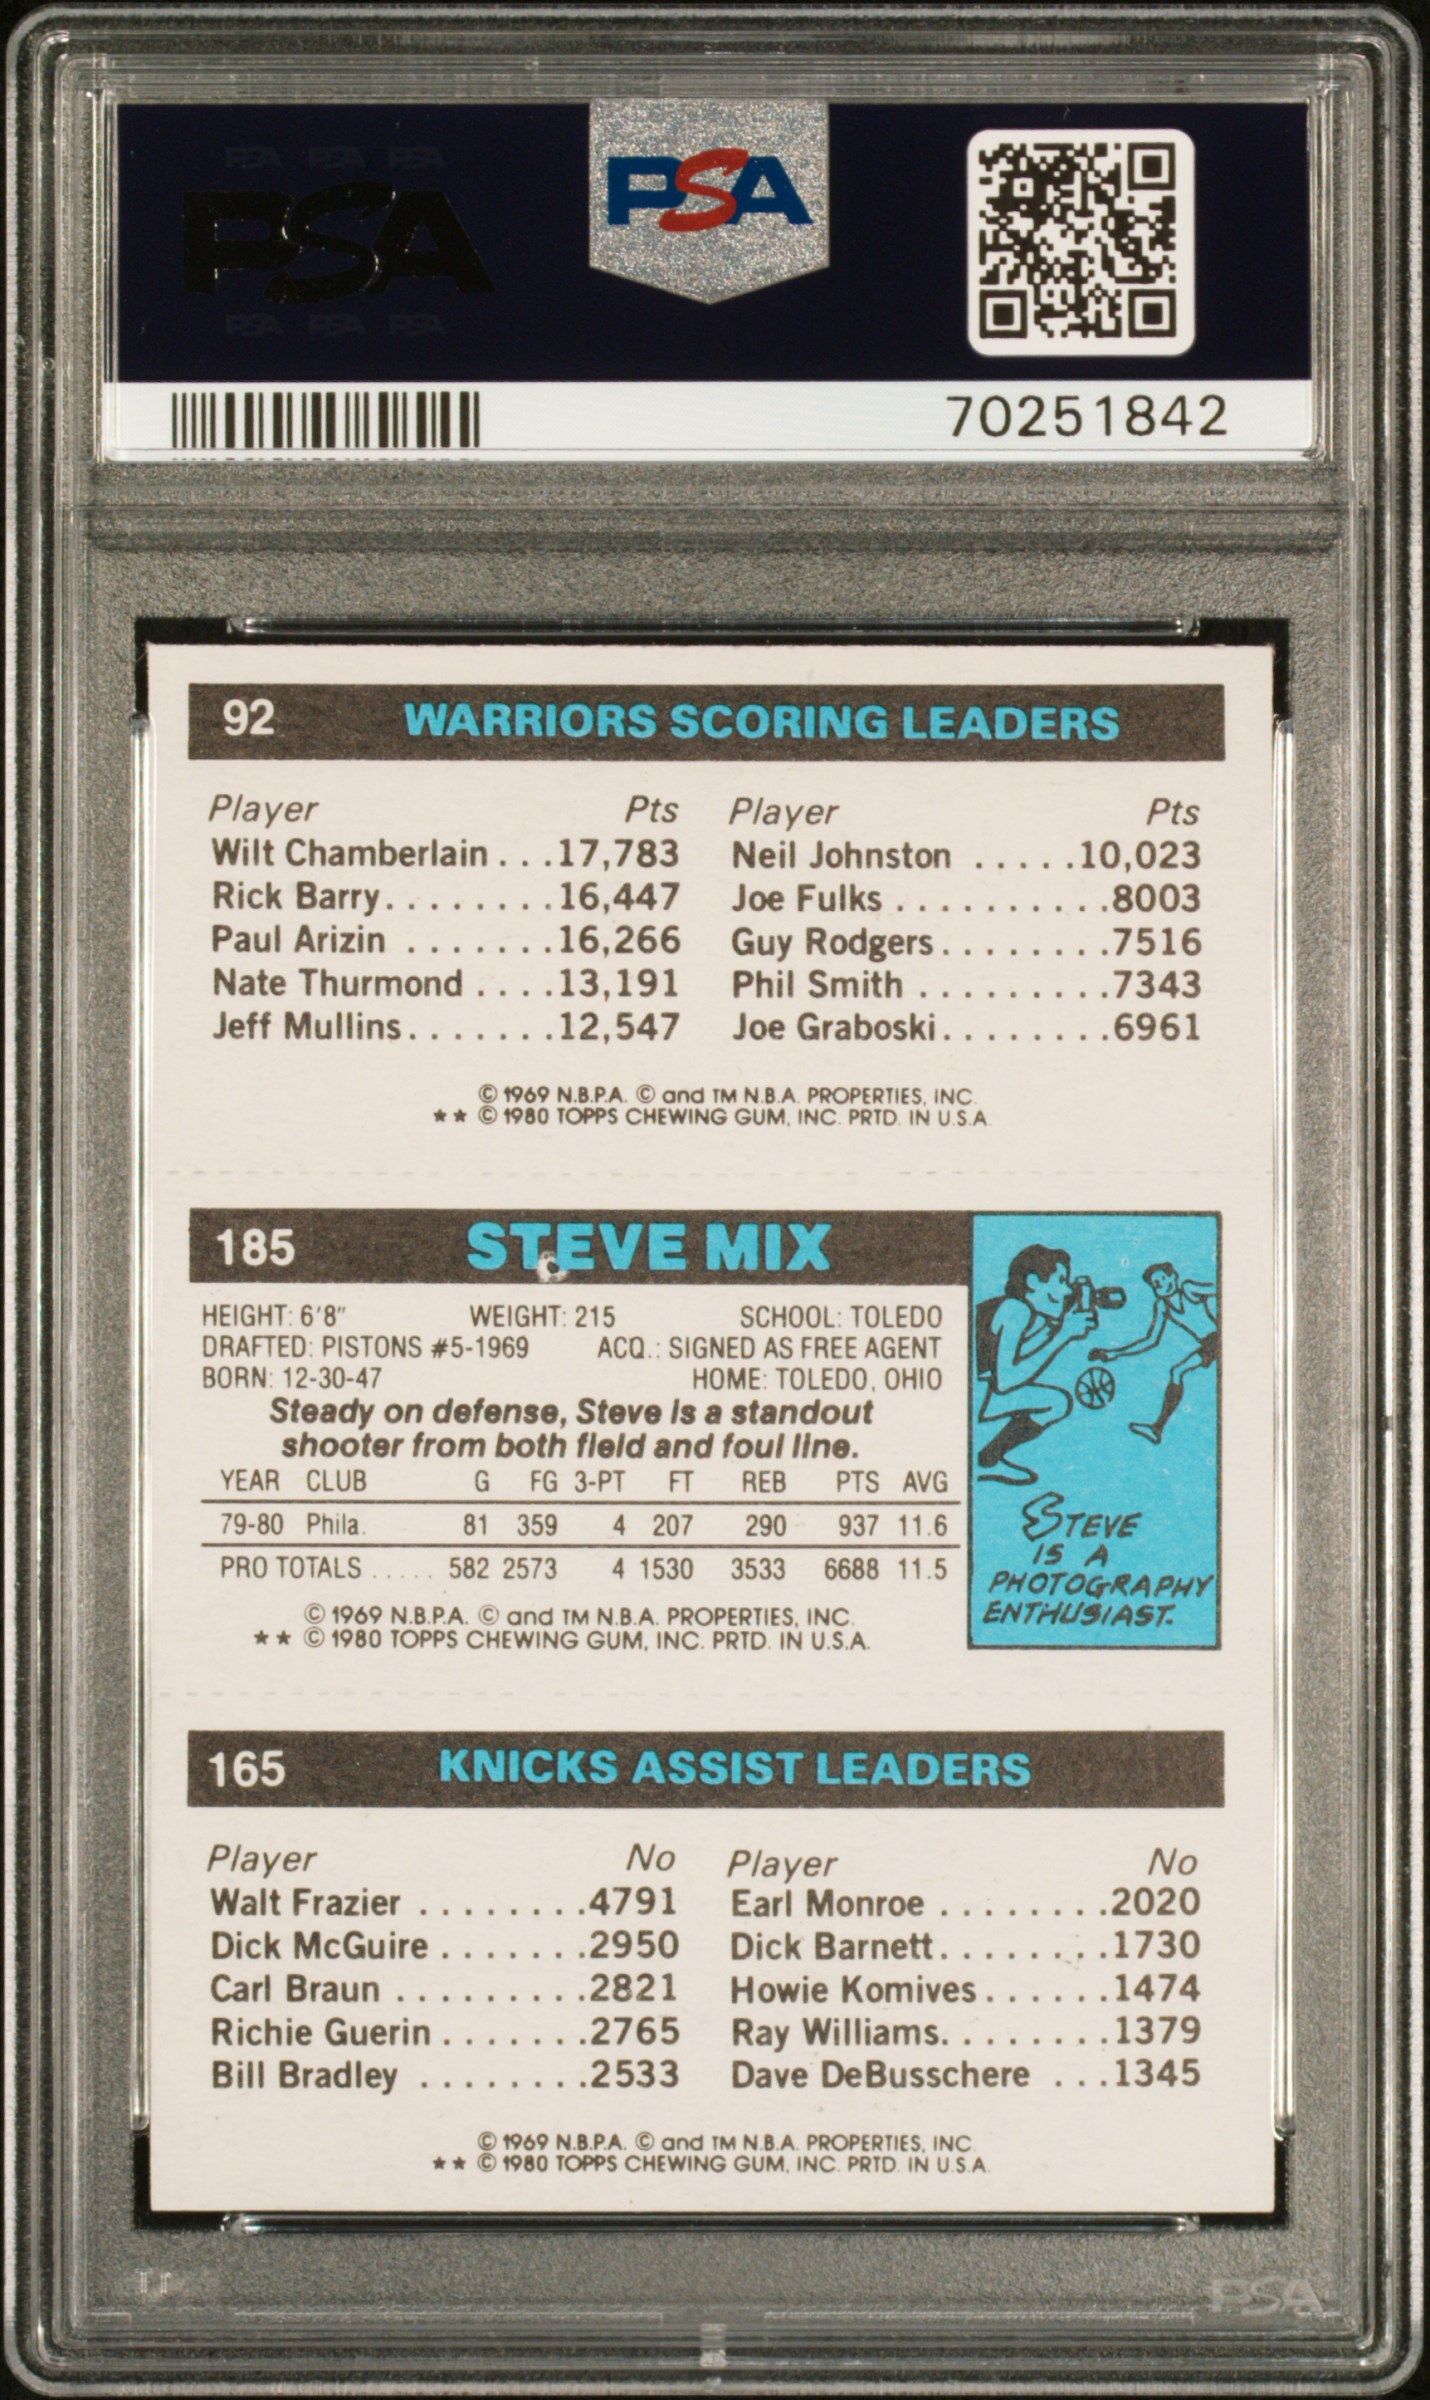 PSA PSA PSA
PSA
PSA PSA PSA
PSA
70251842
92 WARRIORS SCORING LEADERS
Player Pts Player Pts
Wilt Chamberlain . . .17,783 Neil Johnston . . . . .10,023
Rick Barry. . . . . . . .16,447 Joe Fulks . . . . . . . . . .8003
Paul Arizin . . . . . . .16,266 Guy Rodgers. . . . . . . .7516
Nate Thurmond . . . .13,191 Phil Smith . . . . . . . . .7343
Jeff Mullins. . . . . . .12,547 Joe Graboski. . . . . . . .6961
© 1969 N.B.P.A. © and TM N.B.A. PROPERTIES, INC.
** © 1980 TOPPS CHEWING GUM, INC. PRTD. IN U.S.A.
185 STEVE MIX
HEIGHT: 6'8" WEIGHT: 215 SCHOOL: TOLEDO
DRAFTED: PISTONS #5-1969 ACQ.: SIGNED AS FREE AGENT
BORN: 12-30-47 HOME: TOLEDO, OHIO
Steady on defense, Steve is a standout
shooter from both field and foul line.
YEAR CLUB G FG 3-PT FT REB PTS AVG
79-80 Phila. 81 359 4 207 290 937 11.6
PRO TOTALS . . . . . 582 2573 4 1530 3533 6688 11.5
© 1969 N.B.P.A. © and TM N.B.A. PROPERTIES, INC.
** © 1980 TOPPS CHEWING GUM, INC. PRTD. IN U.S.A.
STEVE
IS A
PHOTOGRAPHY
ENTHUSIAST.
165 KNICKS ASSIST LEADERS
Player No Player No
Walt Frazier . . . . . . . .4791 Earl Monroe . . . . . . . .2020
Dick McGuire . . . . . . .2950 Dick Barnett. . . . . . . .1730
Carl Braun . . . . . . . . .2821 Howie Komives. . . . . .1474
Richie Guerin . . . . . . .2765 Ray Williams. . . . . . . .1379
Bill Bradley . . . . . . . .2533 Dave DeBusschere . . .1345
© 1969 N.B.P.A. © and TM N.B.A. PROPERTIES, INC.
** © 1980 TOPPS CHEWING GUM, INC. PRTD. IN U.S.A.
PSA